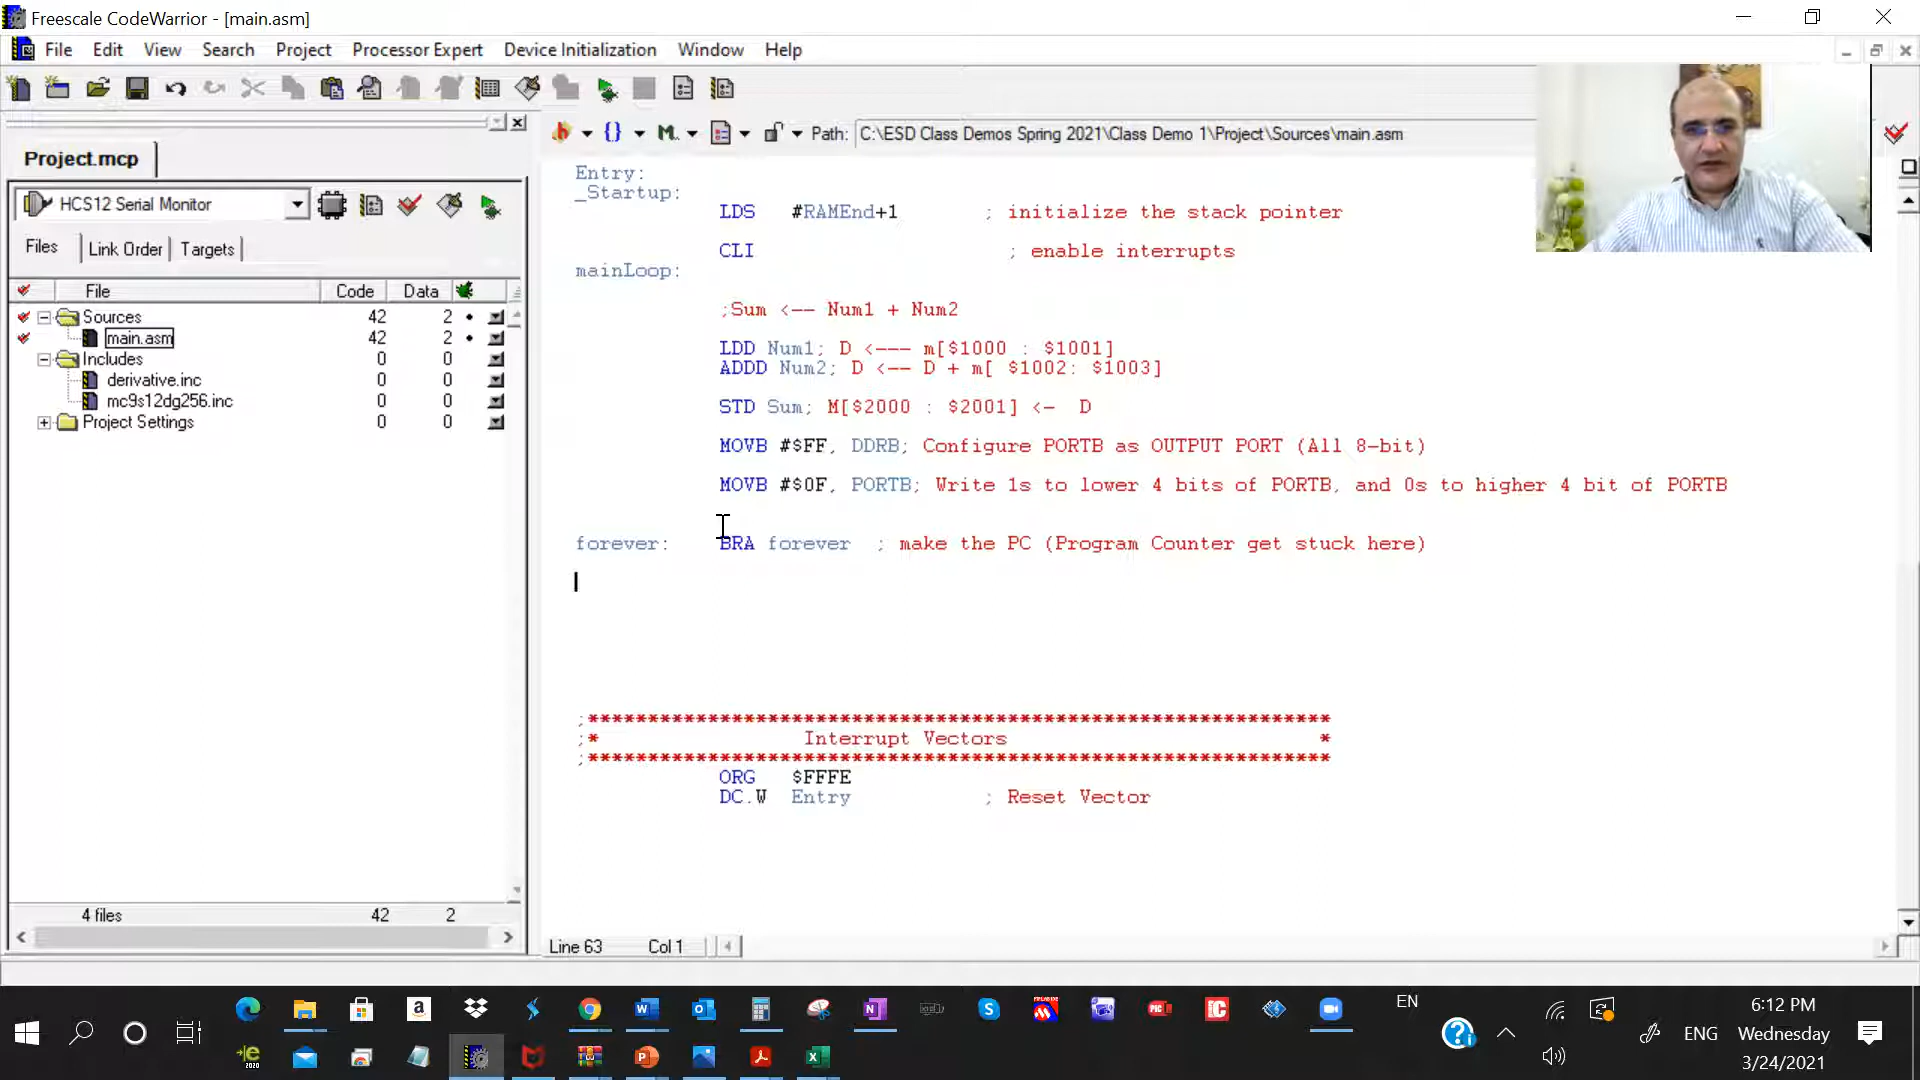 Freescale CodeWarrior - [main.asm]
File Edit View Search Project Processor Expert Device Initialization Window Help
Path: C:\ESD Class Demos Spring 2021\Class Demo 1\Project\Sources\main.asm
Project.mcp
HCS12 Serial Monitor
Files Link Order Targets
File Code Data
Sources 42 2
main.asm 42 2
Includes 0 0
derivative.inc 0 0
mc9s12dg256.inc 0 0
Project Settings 0 0
4 files 42 2
Entry:
_Startup:
LDS #RAMEnd+1 ; initialize the stack pointer
CLI ; enable interrupts
mainLoop:
;Sum <-- Num1 + Num2
LDD Num1; D <--- m[$1000 : $1001]
ADDD Num2; D <-- D + m[ $1002: $1003]
STD Sum; M[$2000 : $2001] <- D
MOVB #$FF, DDRB; Configure PORTB as OUTPUT PORT (All 8-bit)
MOVB #$0F, PORTB; Write 1s to lower 4 bits of PORTB, and 0s to higher 4 bit of PORTB
forever: BRA forever ; make the PC (Program Counter get stuck here)
;**************************************************************
;* Interrupt Vectors *
;**************************************************************
ORG $FFFE
DC.W Entry ; Reset Vector
Line 63 Col 1
EN
ENG
6:12 PM
Wednesday
3/24/2021